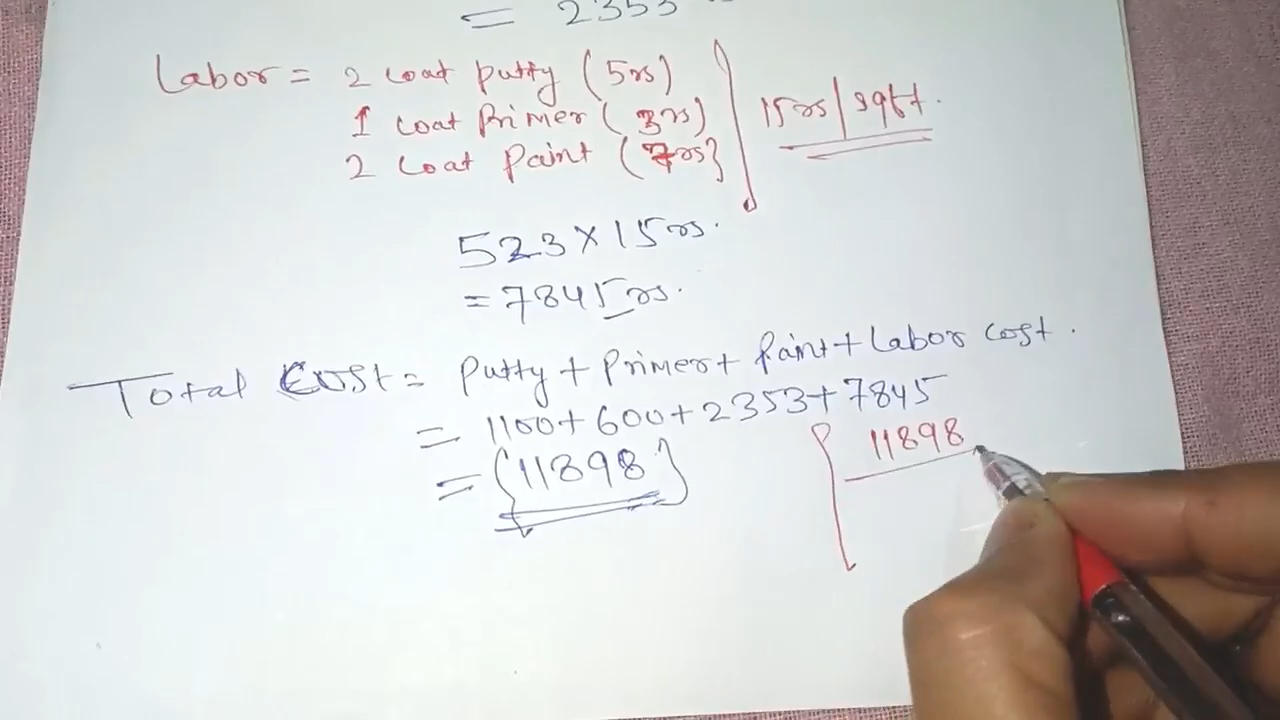 = 2353
Labor = 2 coat putty (5rs)
1 coat Primer (3rs)
2 coat Paint (7rs}
15rs/sqft.
523×15rs.
=7845rs.
Total Cost = Putty + Primer + Paint + Labor cost.
= 1100+600+2353+7845
= {11898}
11898